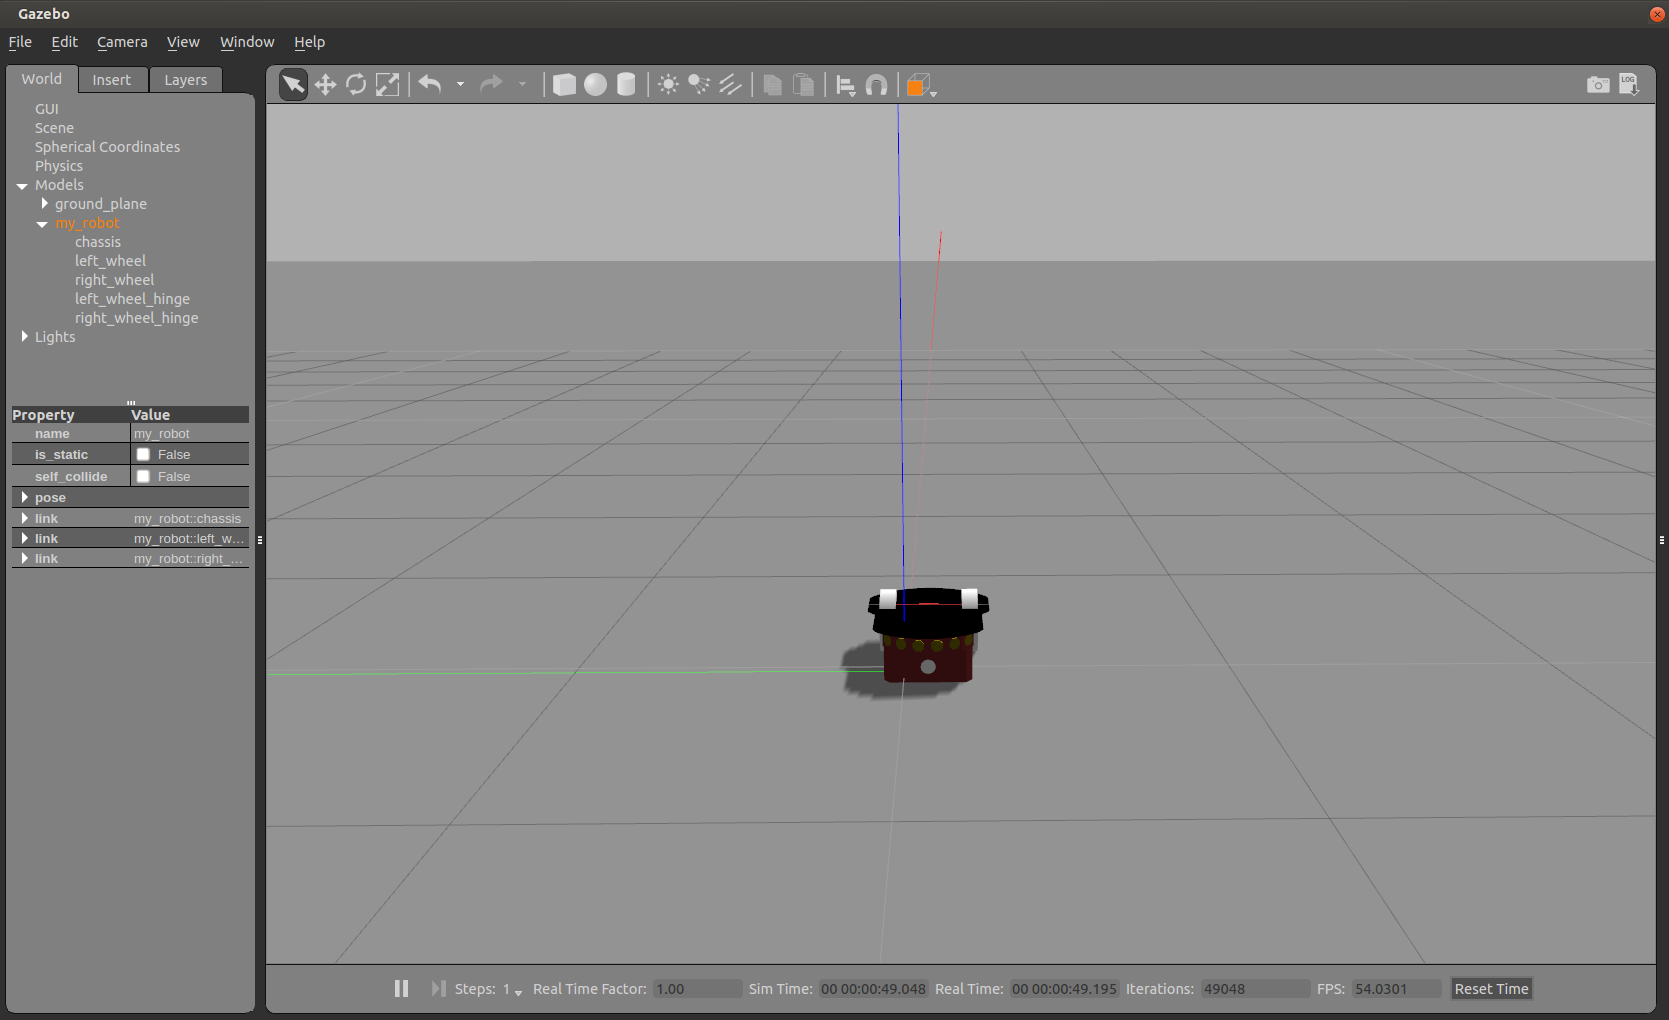 Gazebo
File Edit Camera View Window Help
World Insert Layers
LOG
GUI
Scene
Spherical Coordinates
Physics
Models
ground_plane
my_robot
chassis
left_wheel
right_wheel
left_wheel_hinge
right_wheel_hinge
Lights
Property Value
name my_robot
is_static False
self_collide False
pose
link my_robot::chassis
link my_robot::left_w...
link my_robot::right_...
Steps: 1 Real Time Factor: 1.00 Sim Time: 00 00:00:49.048 Real Time: 00 00:00:49.195 Iterations: 49048 FPS: 54.0301 Reset Time